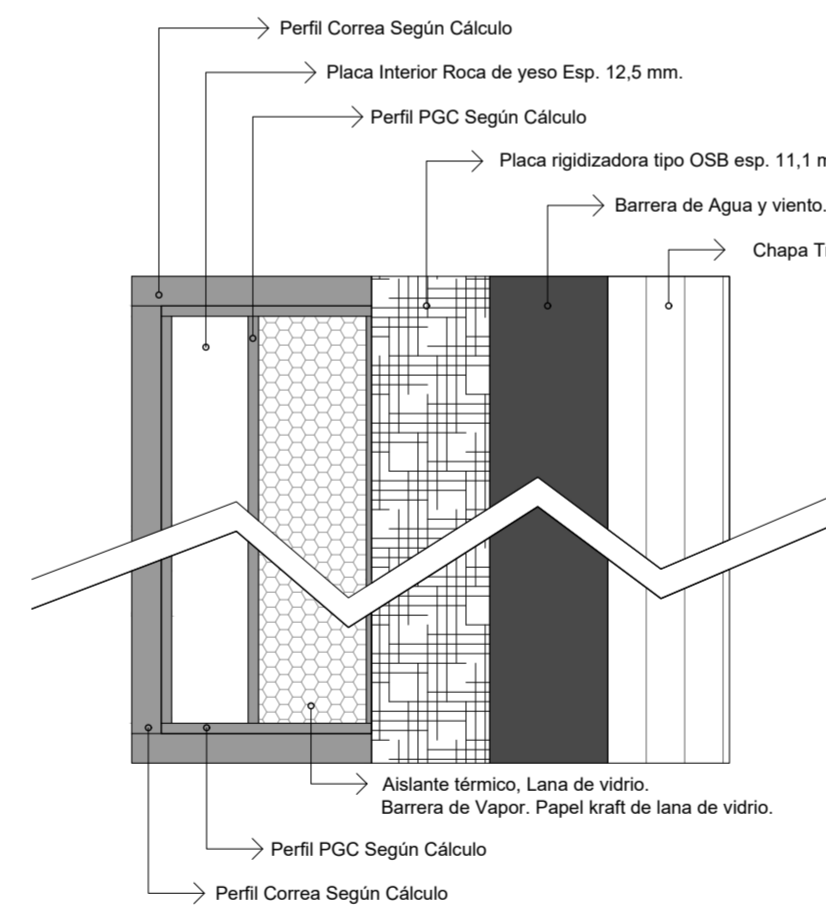 Perfil Correa Según Cálculo
Placa Interior Roca de yeso Esp. 12,5 mm.
Perfil PGC Según Cálculo
Placa rigidizadora tipo OSB esp. 11,1
Barrera de Agua y viento.
Chapa
Aislante térmico, Lana de vidrio.
Barrera de Vapor. Papel kraft de lana de vidrio.
Perfil PGC Según Cálculo
Perfil Correa Según Cálculo